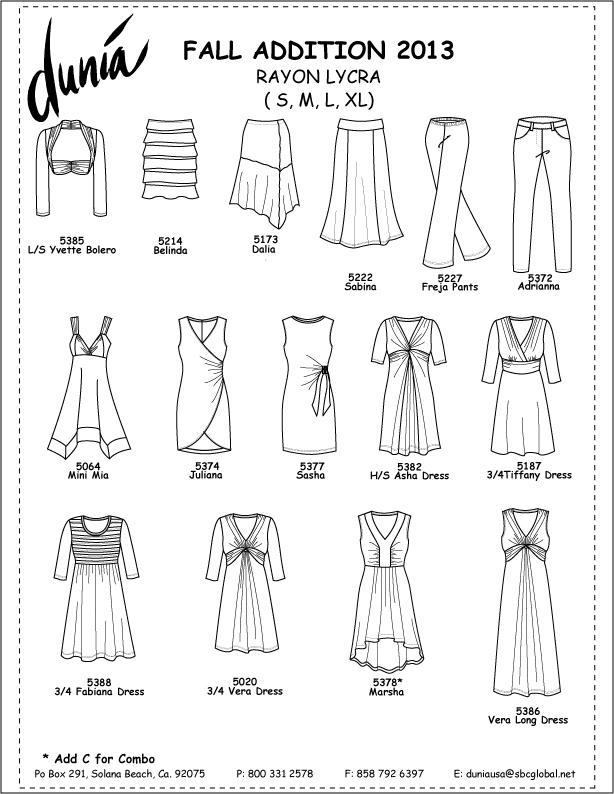 dunía
FALL ADDITION 2013
RAYON LYCRA
( S, M, L, XL)
5385
L/S Yvette Bolero
5214
Belinda
5173
Dalia
5222
Sabina
5227
Freja Pants
5372
Adrianna
5064
Mini Mia
5374
Juliana
5377
Sasha
5382
H/S Asha Dress
5187
3/4Tiffany Dress
5388
3/4 Fabiana Dress
5020
3/4 Vera Dress
5378*
Marsha
5386
Vera Long Dress
* Add C for Combo
Po Box 291, Solana Beach, Ca. 92075 P: 800 331 2578 F: 858 792 6397 E: duniausa@sbcglobal.net